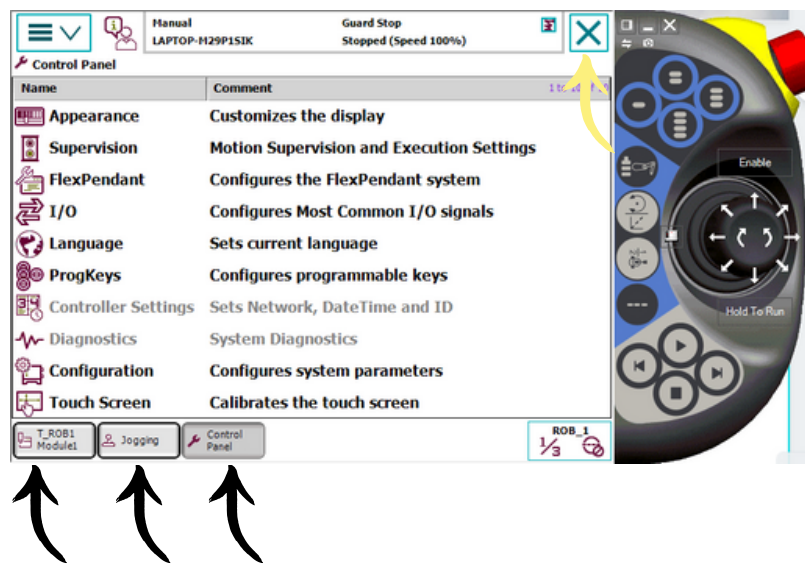 Manual
LAPTOP-M29P1SIK
Guard Stop
Stopped (Speed 100%)
Control Panel
Name Comment
Appearance Customizes the display
Supervision Motion Supervision and Execution Settings
FlexPendant Configures the FlexPendant system
I/O Configures Most Common I/O signals
Language Sets current language
ProgKeys Configures programmable keys
Controller Settings Sets Network, DateTime and ID
Diagnostics System Diagnostics
Configuration Configures system parameters
Touch Screen Calibrates the touch screen
T_ROB1
Module1
Jogging
Control
Panel
ROB_1
1/3
Enable
Hold To Run